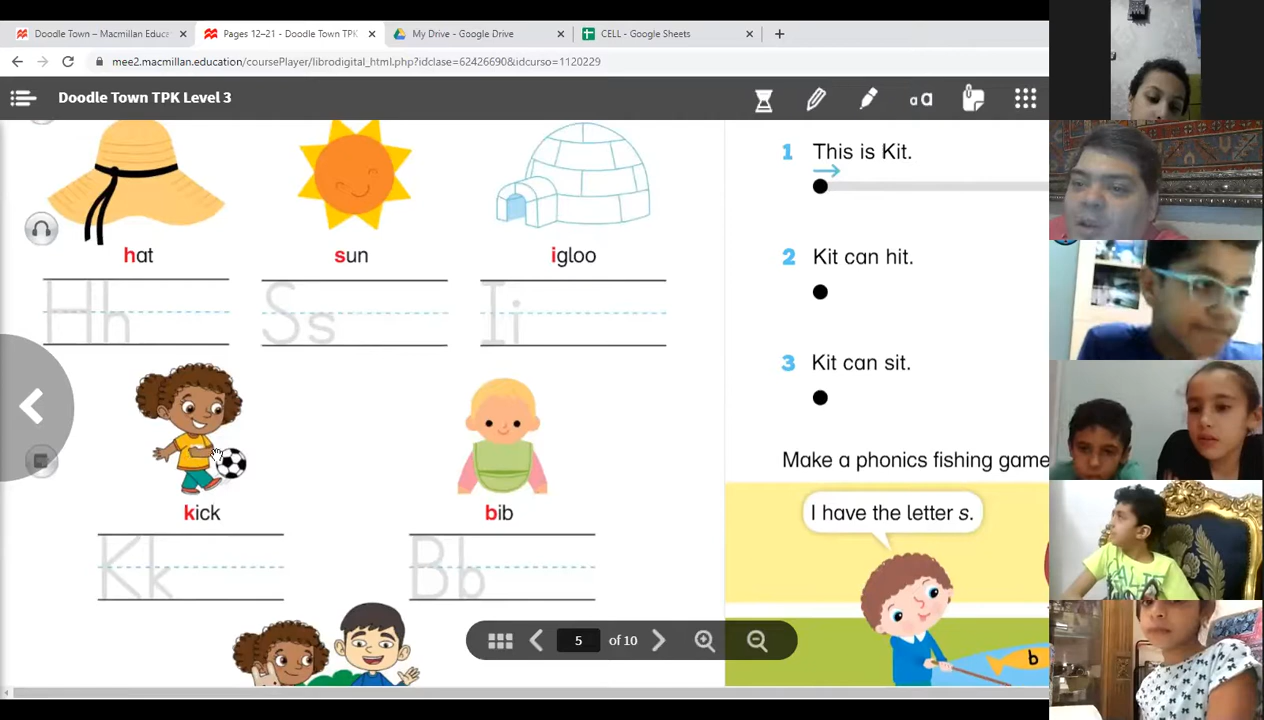 Doodle Town – Macmillan Educa
Pages 12–21 - Doodle Town TPK
My Drive - Google Drive
CELL - Google Sheets
mee2.macmillan.education/coursePlayer/librodigital_html.php?idclase=62426690&idcurso=1120229
Doodle Town TPK Level 3
aa
hat
sun
igloo
Hh
Ss
Ii
kick
bib
Kk
Bb
1 This is Kit.
2 Kit can hit.
3 Kit can sit.
Make a phonics fishing game
I have the letter s.
b
5 of 10